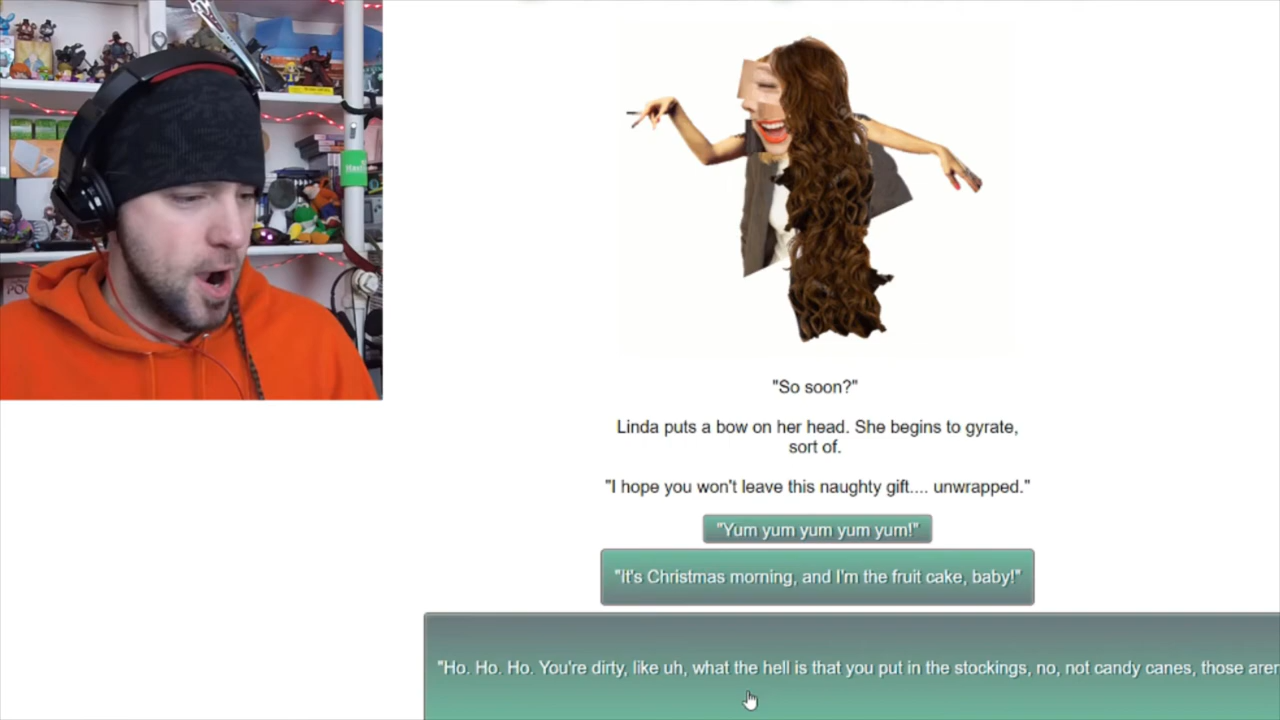 "So soon?"
Linda puts a bow on her head. She begins to gyrate,
sort of.
"I hope you won't leave this naughty gift.... unwrapped."
"Yum yum yum yum yum!"
"It's Christmas morning, and I'm the fruit cake, baby!"
"Ho. Ho. Ho. You're dirty, like uh, what the hell is that you put in the stockings, no, not candy canes, those aren